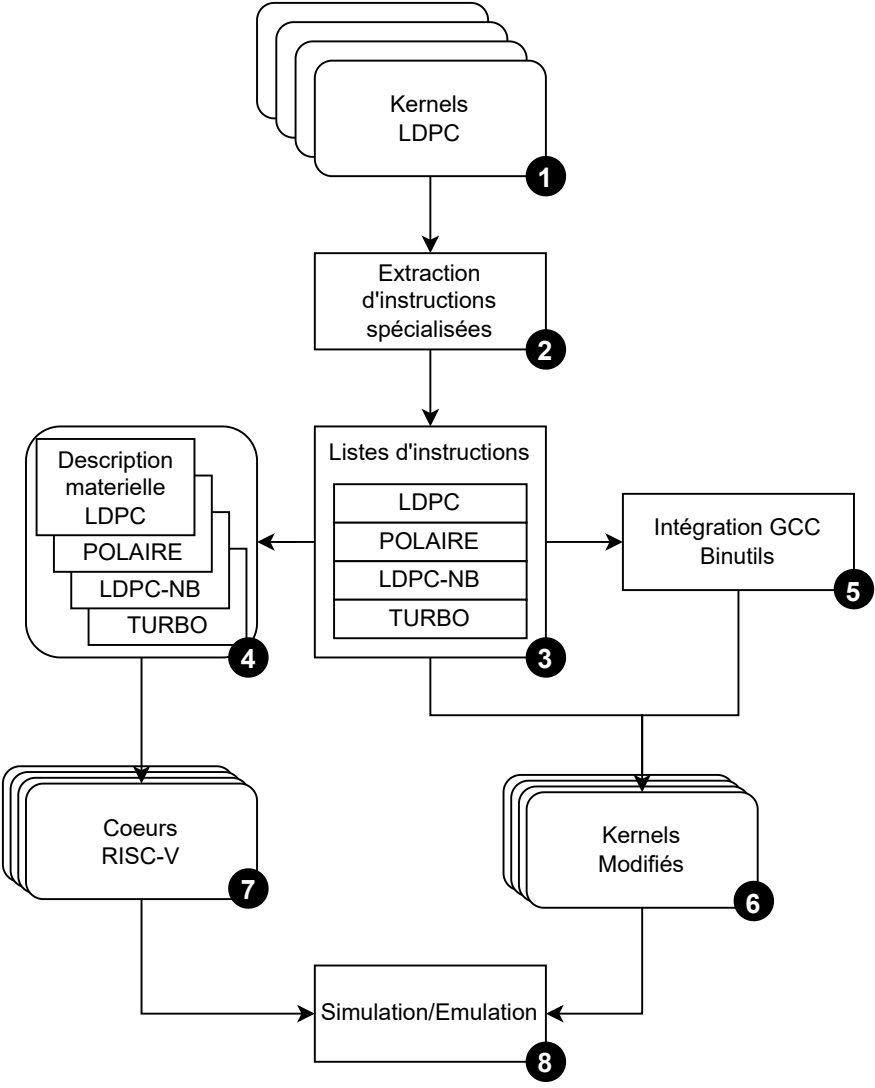 Kernels
LDPC
1
Extraction
d'instructions
spécialisées
2
Listes d'instructions
LDPC
POLAIRE
LDPC-NB
TURBO
3
Description
materielle
LDPC
POLAIRE
LDPC-NB
TURBO
4
Intégration GCC
Binutils
5
Coeurs
RISC-V
7
Kernels
Modifiés
6
Simulation/Emulation
8